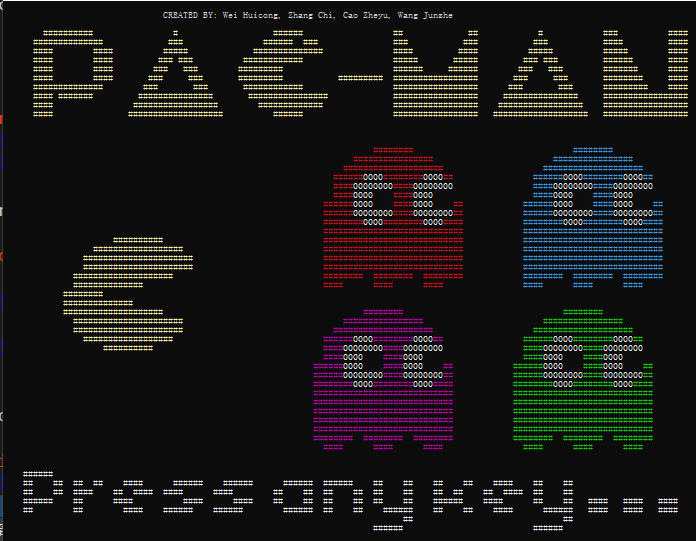 CREATED BY: Wei Huicong, Zhang Chi, Cao Zheyu, Wang Junzhe
PAC-MAN
Press any key...